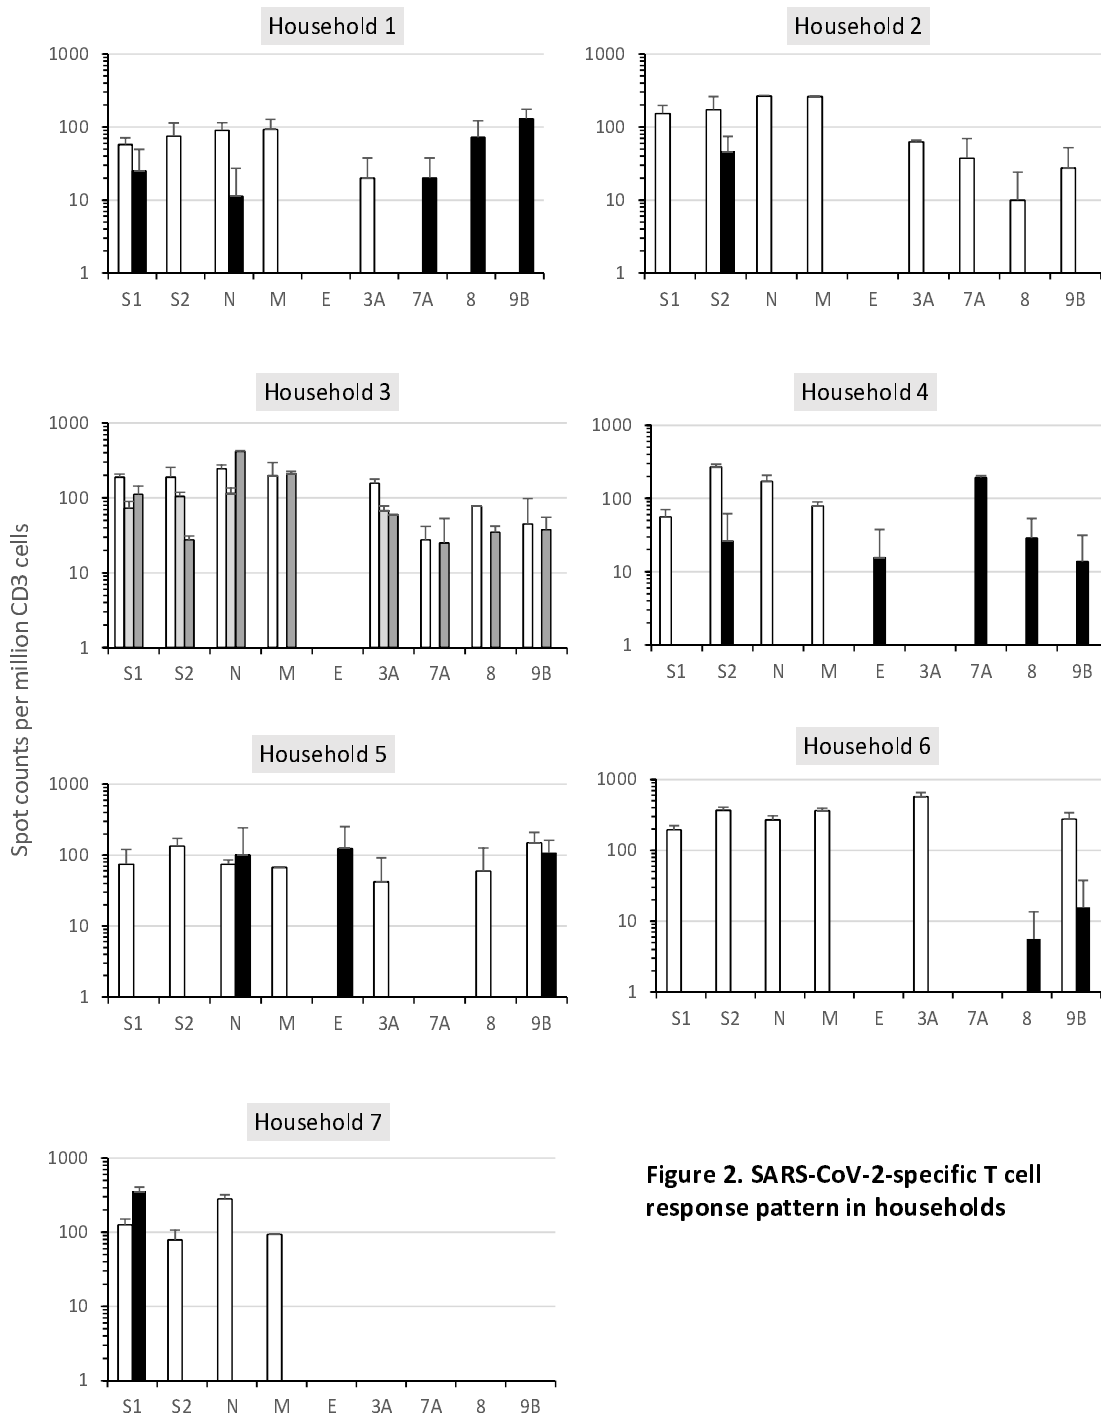 Household 1
1000
100
10
1
S1 S2 N M E 3A 7A 8 9B
Household 2
1000
100
10
1
S1 S2 N M E 3A 7A 8 9B
Spot counts per million CD3 cells
Household 3
1000
100
10
1
S1 S2 N M E 3A 7A 8 9B
Household 4
1000
100
10
1
S1 S2 N M E 3A 7A 8 9B
Household 5
1000
100
10
1
S1 S2 N M E 3A 7A 8 9B
Household 6
1000
100
10
1
S1 S2 N M E 3A 7A 8 9B
Household 7
1000
100
10
1
S1 S2 N M E 3A 7A 8 9B
Figure 2. SARS-CoV-2-specific T cell
response pattern in households